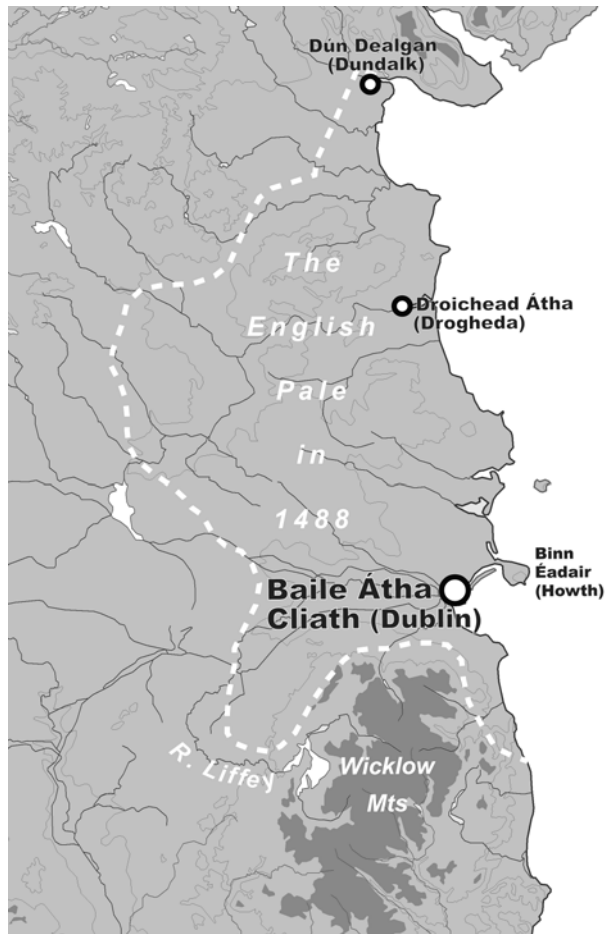 Dún Dealgan
(Dundalk)
The
Droichead Átha
(Drogheda)
English
Pale
in
1488
Binn
Éadair
(Howth)
Baile Átha
Cliath (Dublin)
R. Liffey
Wicklow
Mts